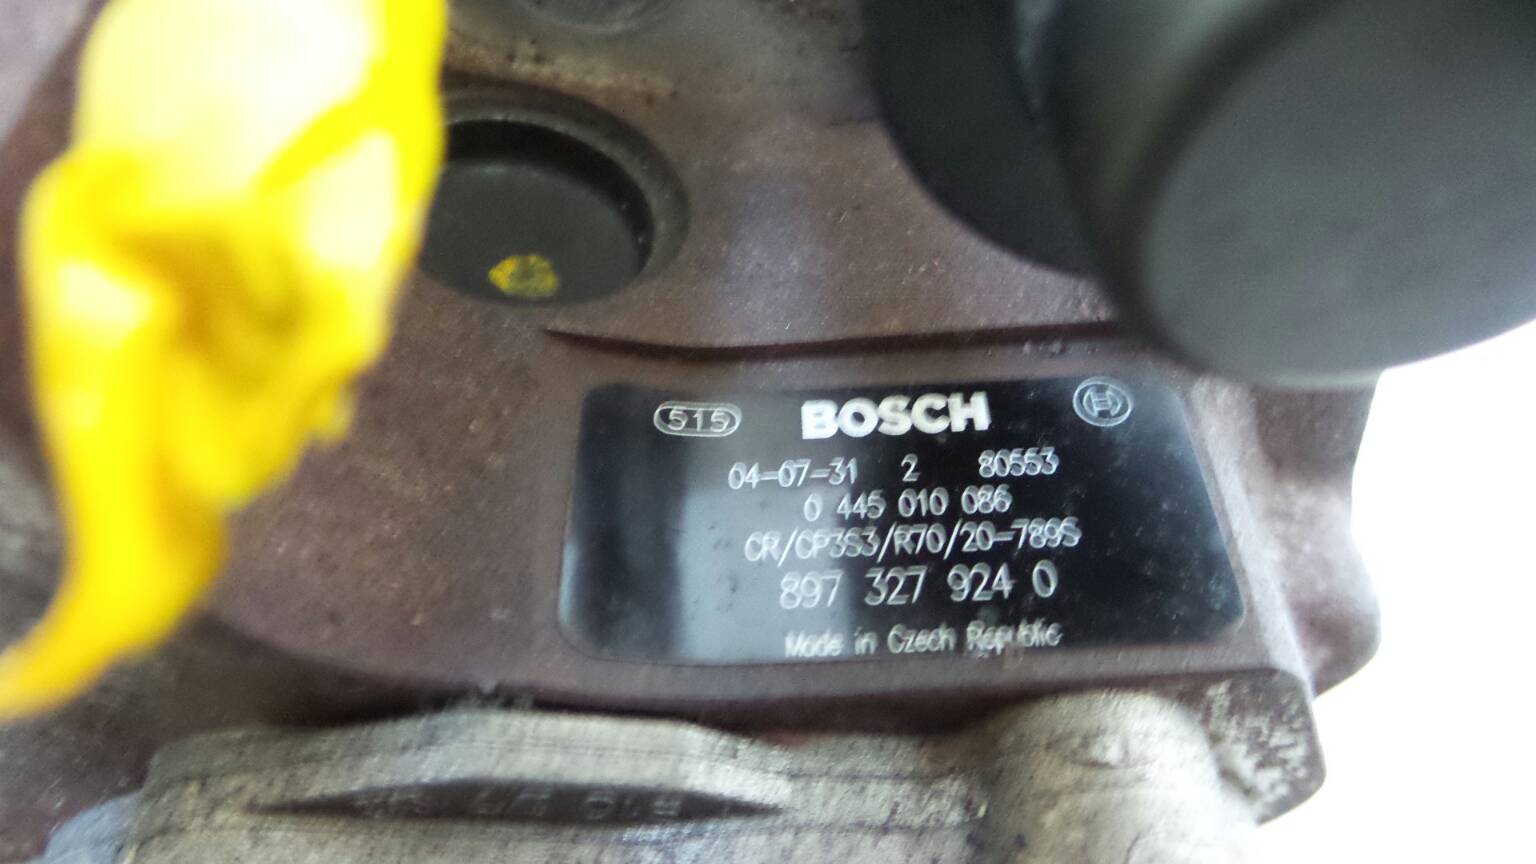 515 BOSCH
04-07-31 2 80553
0 445 010 086
CR/CP3S3/R70/20-789S
897 327 924 0
Made in Czech Republic